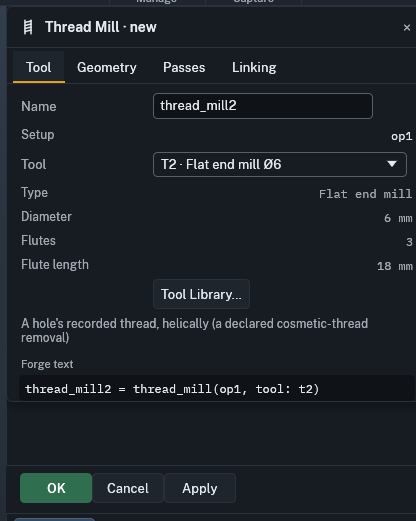 Thread Mill · new
×
Tool Geometry Passes Linking
Name thread_mill2
Setup op1
Tool T2 · Flat end mill Ø6
Type Flat end mill
Diameter 6 mm
Flutes 3
Flute length 18 mm
Tool Library...
A hole's recorded thread, helically (a declared cosmetic-thread
removal)
Forge text
thread_mill2 = thread_mill(op1, tool: t2)
OK Cancel Apply